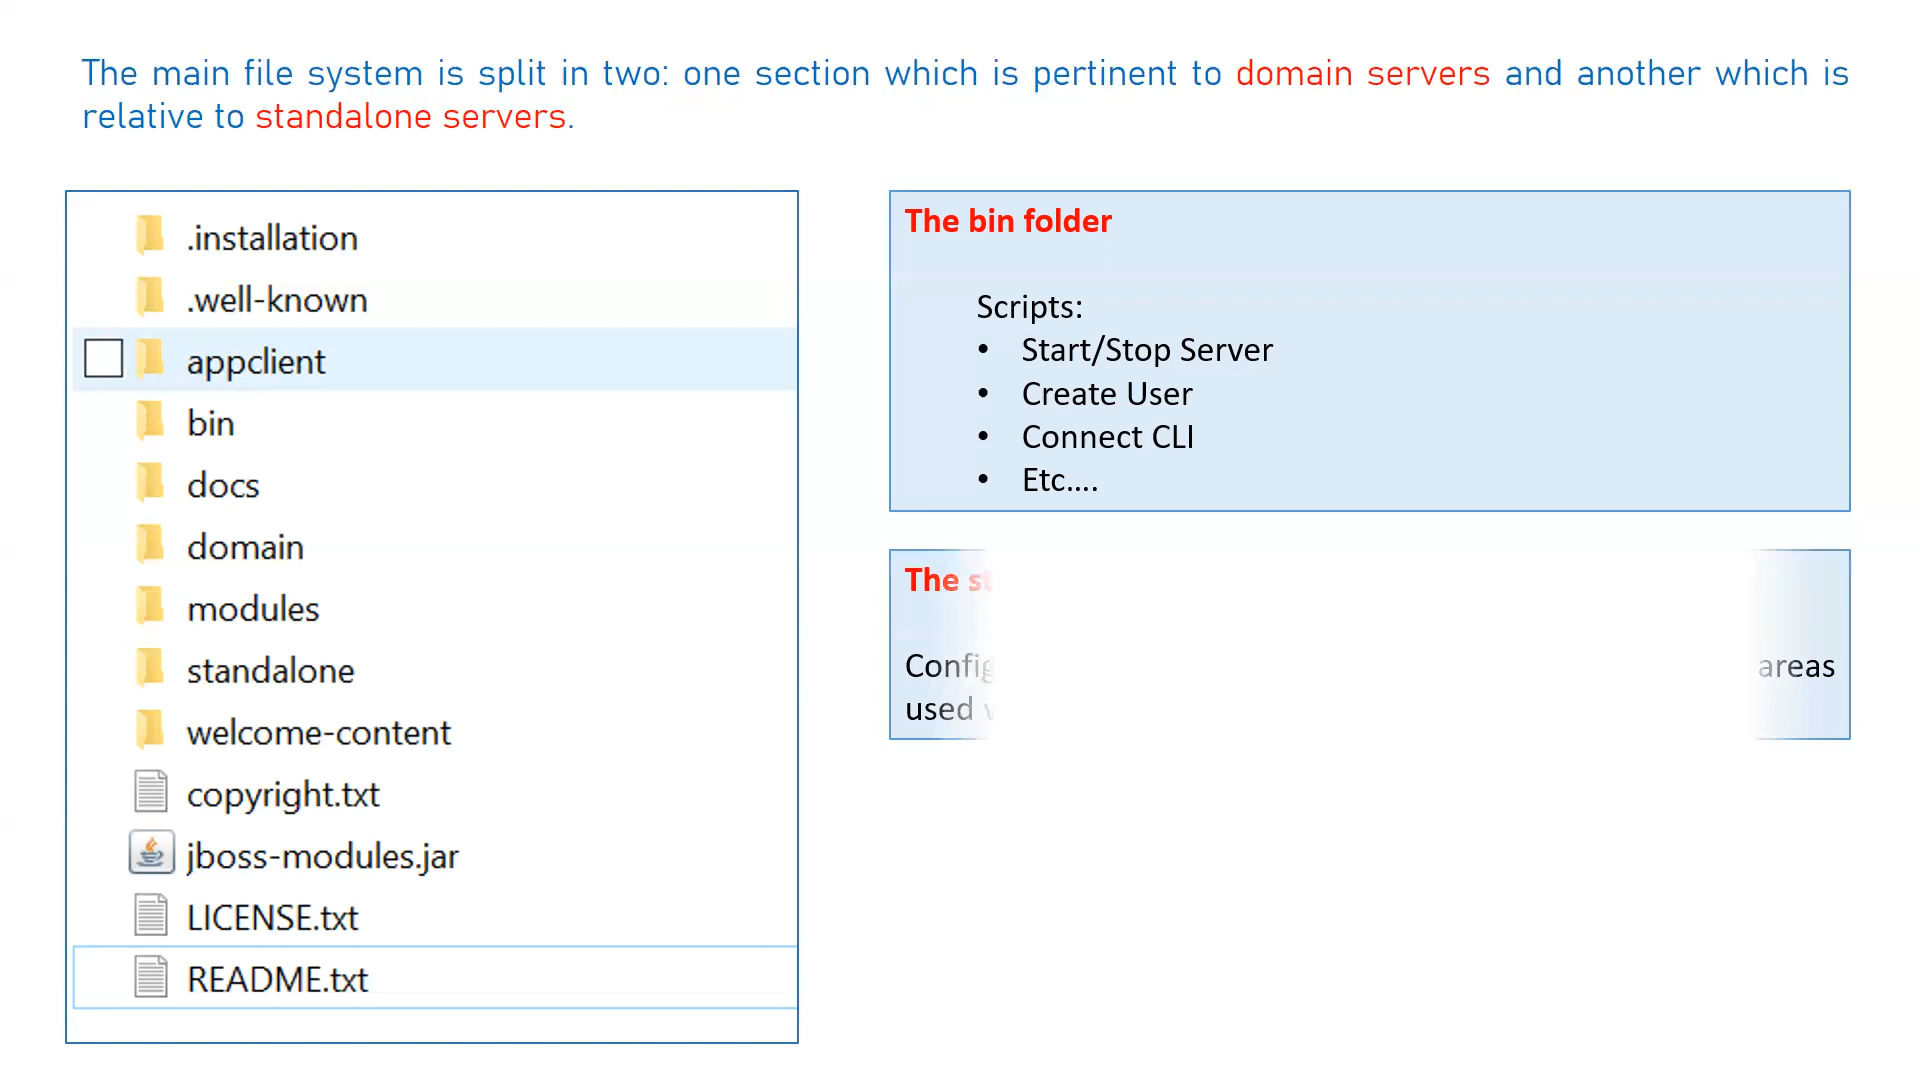 The main file system is split in two: one section which is pertinent to domain servers and another which is
relative to standalone servers.
.installation
.well-known
appclient
bin
docs
domain
modules
standalone
welcome-content
copyright.txt
jboss-modules.jar
LICENSE.txt
README.txt
The bin folder
Scripts:
• Start/Stop Server
• Create User
• Connect CLI
• Etc....
The
areas
used